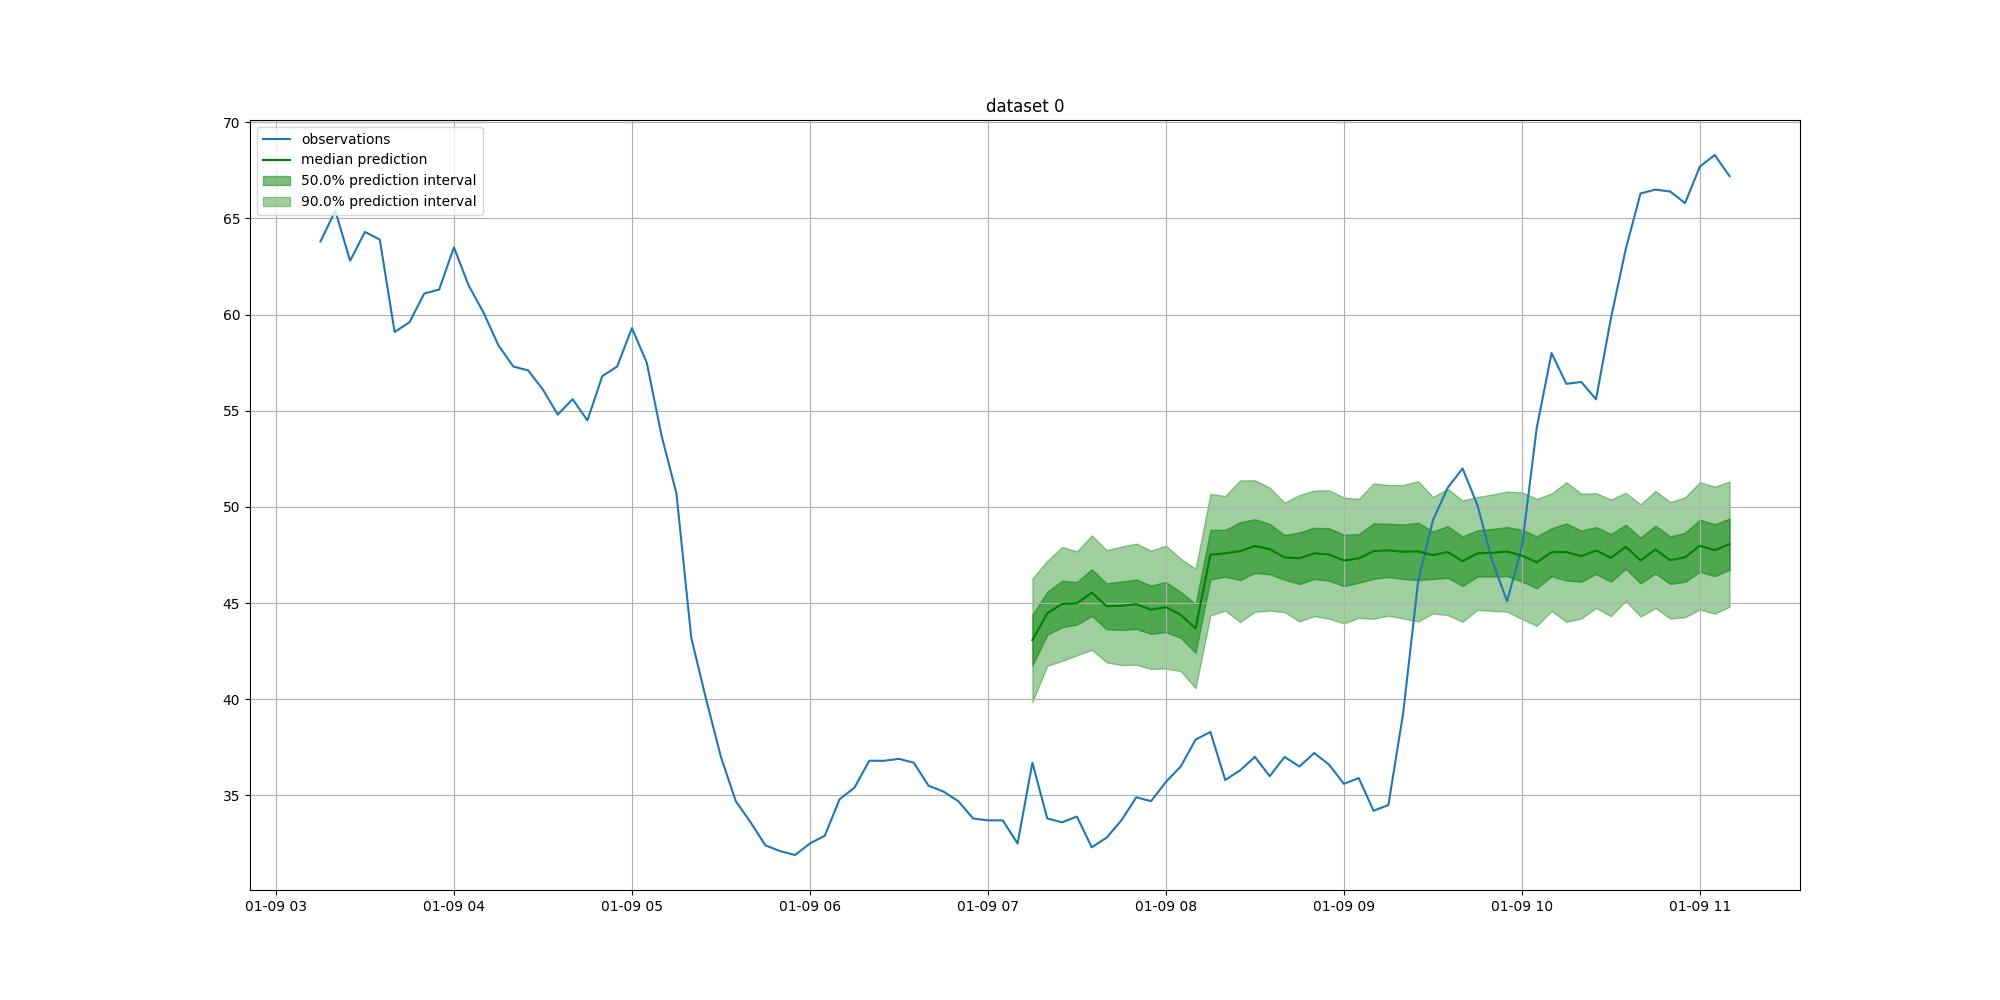 dataset 0
observations
median prediction
50.0% prediction interval
90.0% prediction interval
70
65
60
55
50
45
40
35
01-09 03 01-09 04 01-09 05 01-09 06 01-09 07 01-09 08 01-09 09 01-09 10 01-09 11